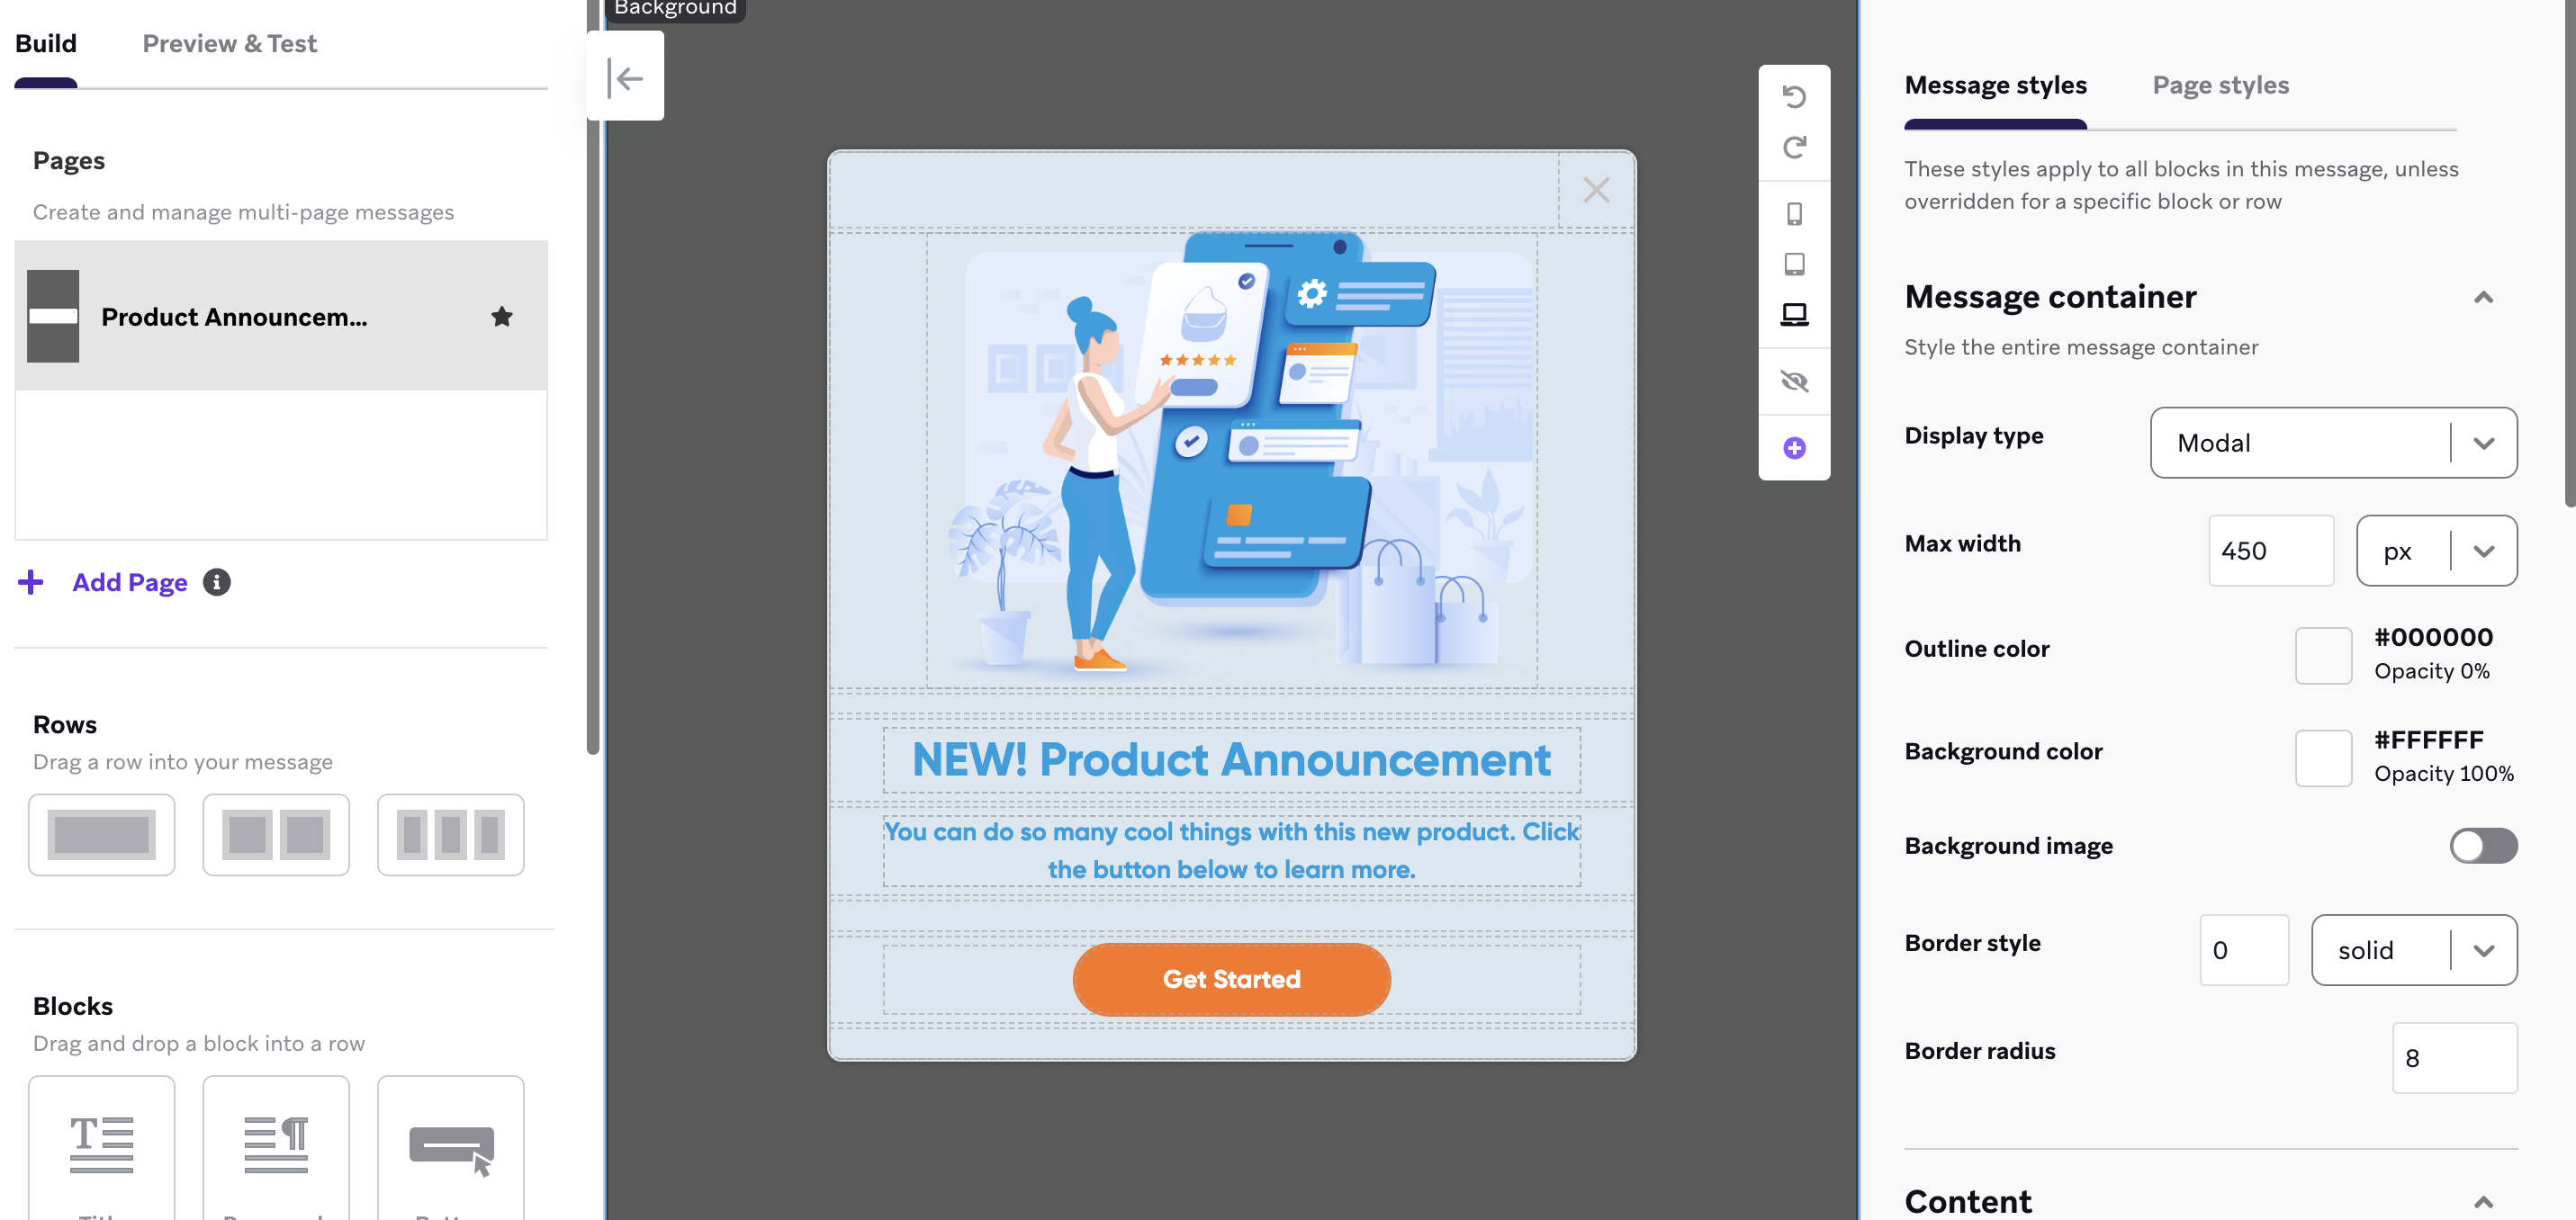 Background
Build
Preview & Test
Pages
Create and manage multi-page messages
Product Announcem...
Add Page
Rows
Drag a row into your message
Blocks
Drag and drop a block into a row
NEW! Product Announcement
You can do so many cool things with this new product. Click
the button below to learn more.
Get Started
Message styles
Page styles
These styles apply to all blocks in this message, unless
overridden for a specific block or row
Message container
Style the entire message container
Display type
Modal
Max width
450
px
Outline color
#000000
Opacity 0%
Background color
#FFFFFF
Opacity 100%
Background image
Border style
0
solid
Border radius
8
Content